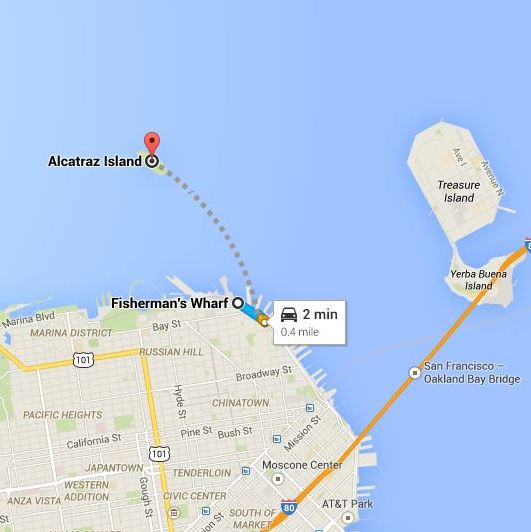 Alcatraz Island
Ave I
Avenue N
Treasure
Island
Yerba Buena
Island
80
Fisherman's Wharf
2 min
0.4 mile
Marina Blvd
MARINA DISTRICT
Bay St
RUSSIAN HILL
101
Broadway St
Hyde St
CHINATOWN
San Francisco –
Oakland Bay Bridge
PACIFIC HEIGHTS
Pine St
Bush St
Mission St
California St
101
JAPANTOWN
TENDERLOIN
Moscone Center
WESTERN
ADDITION
ANZA VISTA
Gough St
CIVIC CENTER
80
SOUTH OF
MARKET
AT&T Park